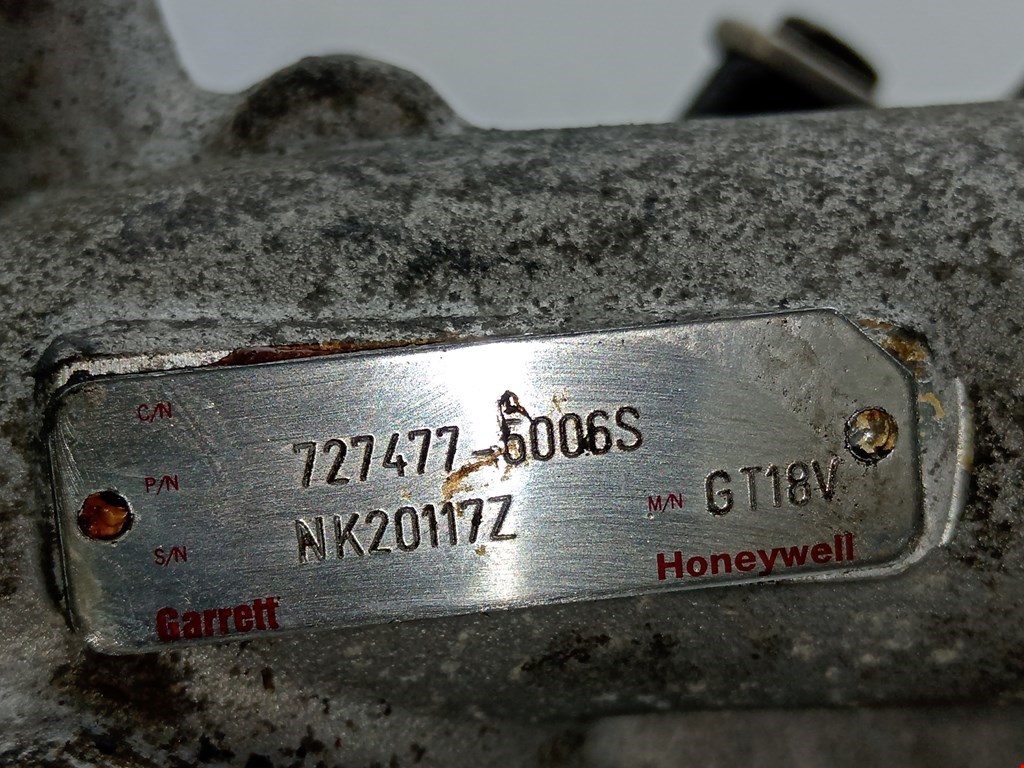 C/N
P/N 727477-5006S
S/N NK20117Z M/N GT18V
Garrett Honeywell